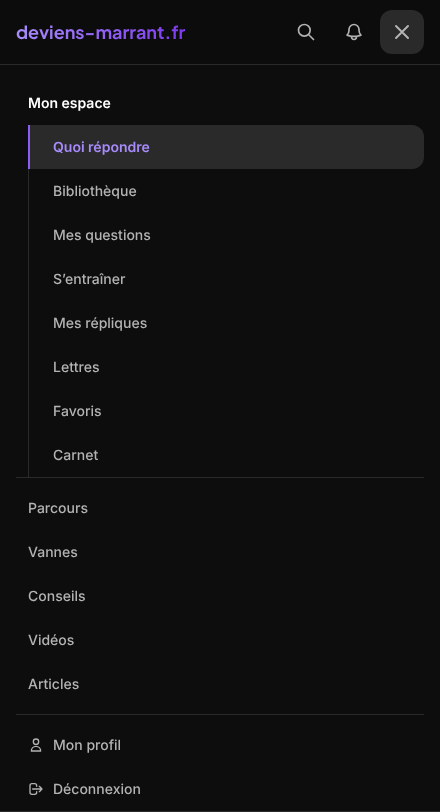 deviens-marrant.fr
Mon espace
Quoi répondre
Bibliothèque
Mes questions
S’entraîner
Mes répliques
Lettres
Favoris
Carnet
Parcours
Vannes
Conseils
Vidéos
Articles
Mon profil
Déconnexion